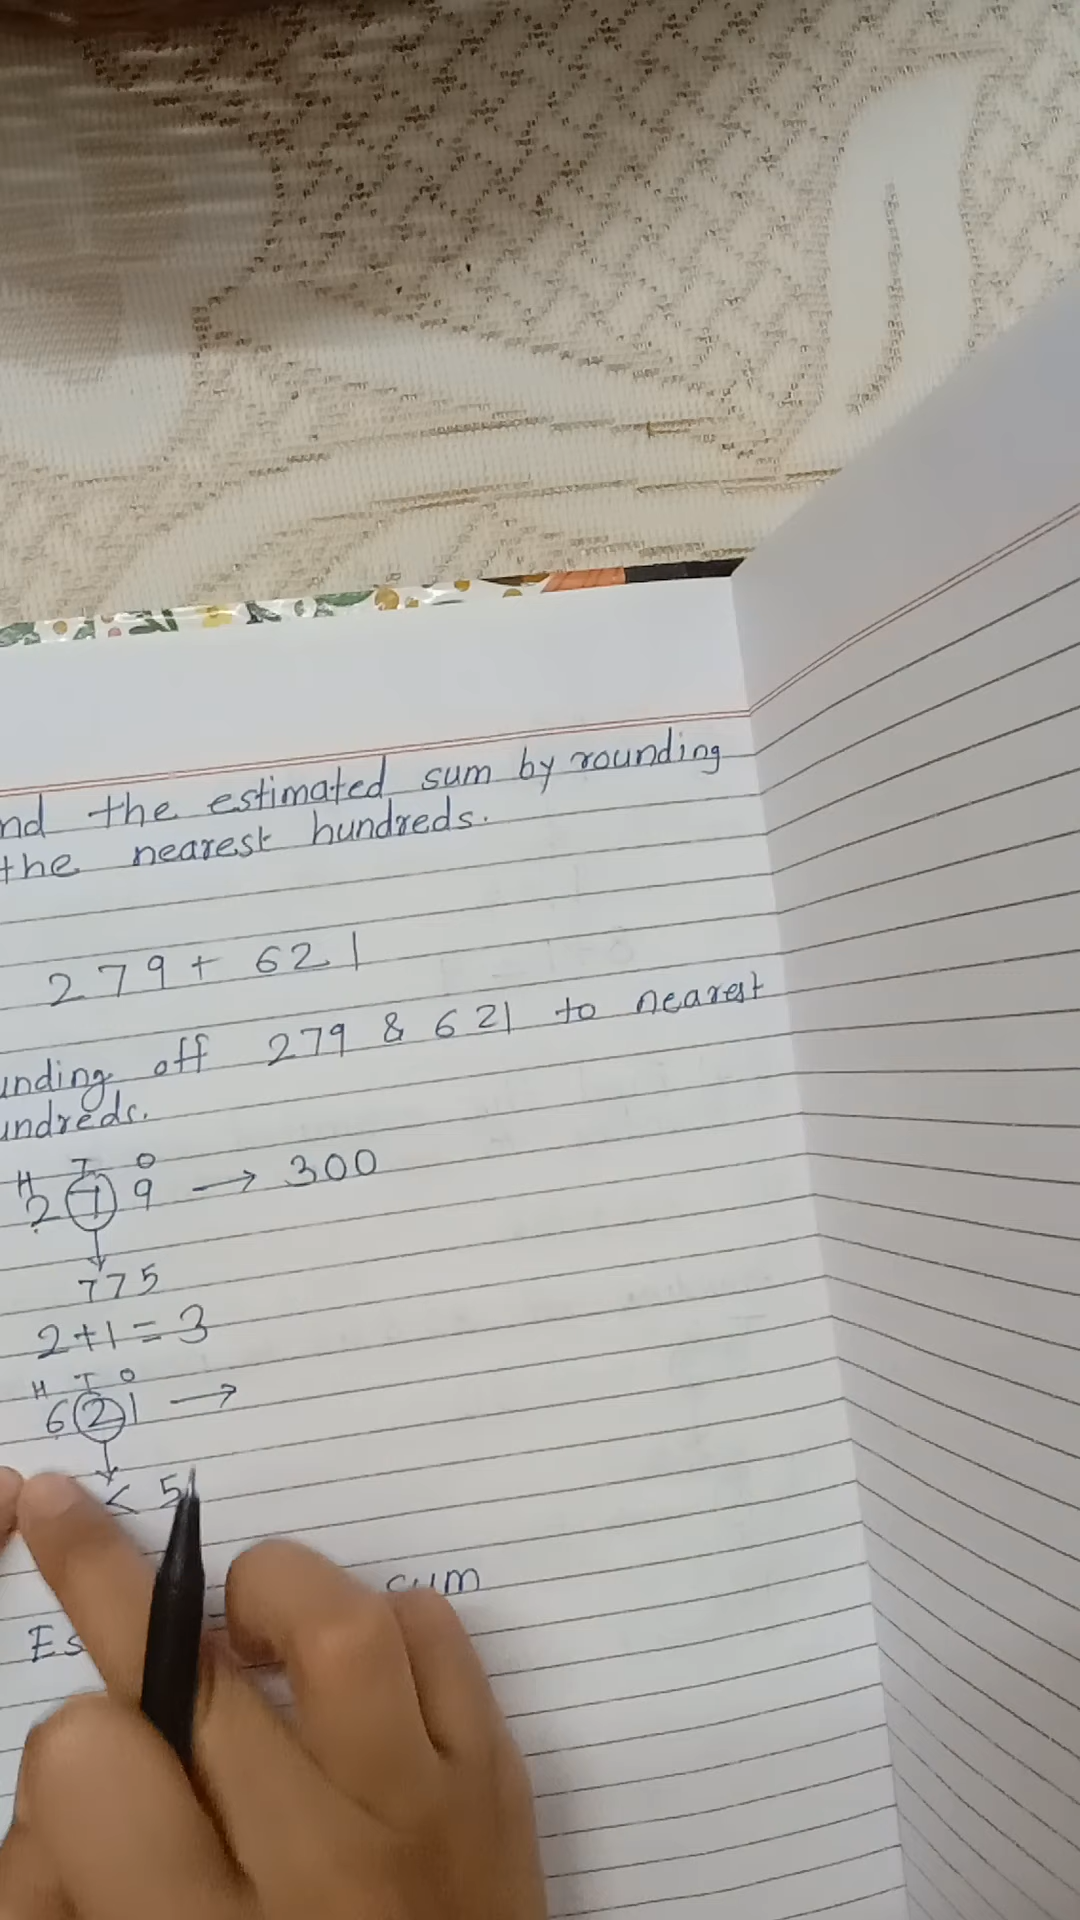 nd the estimated sum by rounding
the nearest hundreds.
279 + 621
unding off 279 & 621 to nearest
undreds.
H T O
2 7 9 → 300
7 7 5
2+1=3
H T O
6 2 1 →
< 5
sum
Es